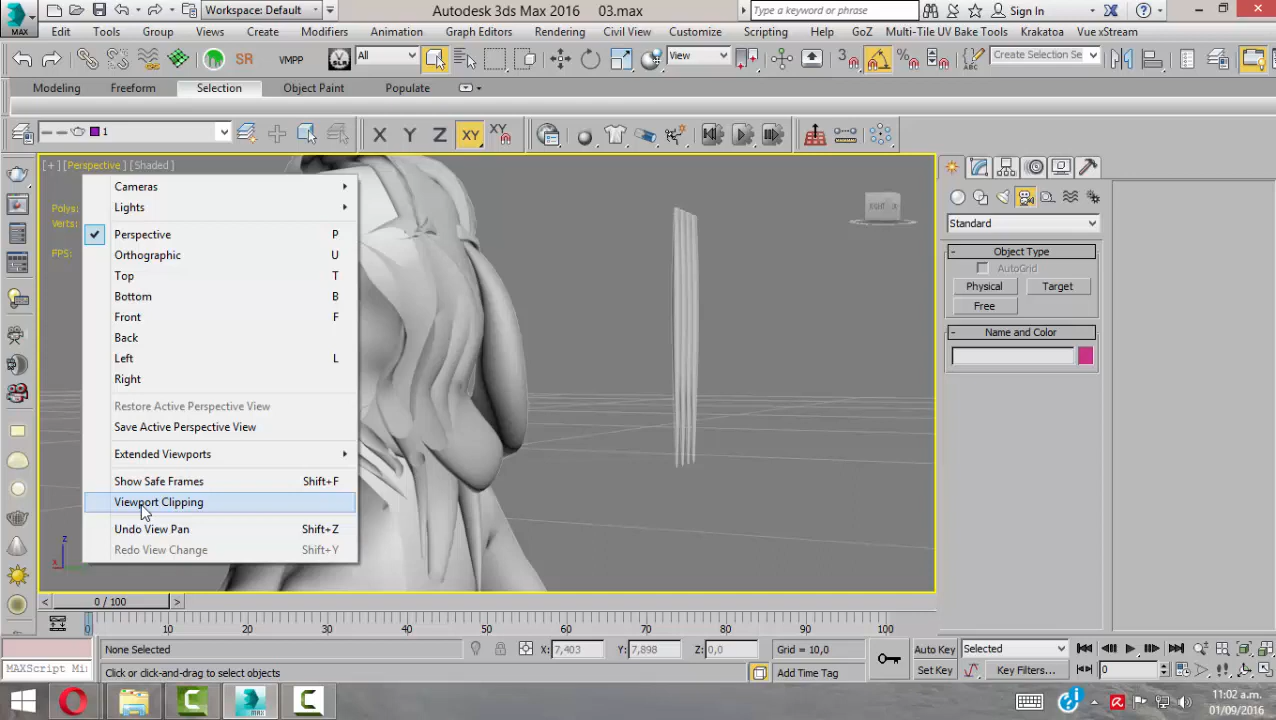 Workspace: Default
Autodesk 3ds Max 2016
03.max
Type a keyword or phrase
Sign In
MAX
Edit Tools Group Views Create Modifiers Animation Graph Editors Rendering Civil View Customize Scripting Help GoZ Multi-Tile UV Bake Tools Krakatoa Vue xStream
SR VMPP All View 3 Create Selection Se
Modeling Freeform Selection Object Paint Populate
1 X Y Z XY XY
[+] [Perspective] [Shaded]
Polys:
Verts:
FPS:
Cameras
Lights
Perspective P
Orthographic U
Top T
Bottom B
Front F
Back
Left L
Right
Restore Active Perspective View
Save Active Perspective View
Extended Viewports
Show Safe Frames Shift+F
Viewport Clipping
Undo View Pan Shift+Z
Redo View Change Shift+Y
RIGHT
z
x
Standard
- Object Type
AutoGrid
Physical Target
Free
- Name and Color
< 0 / 100 >
0 10 20 30 40 50 60 70 80 90 100
None Selected X: 7,403 Y: 7,898 Z: 0,0 Grid = 10,0 Auto Key Selected
MAXScript Mi Click or click-and-drag to select objects Add Time Tag Set Key Key Filters... 0
MAX
11:02 a.m.
01/09/2016